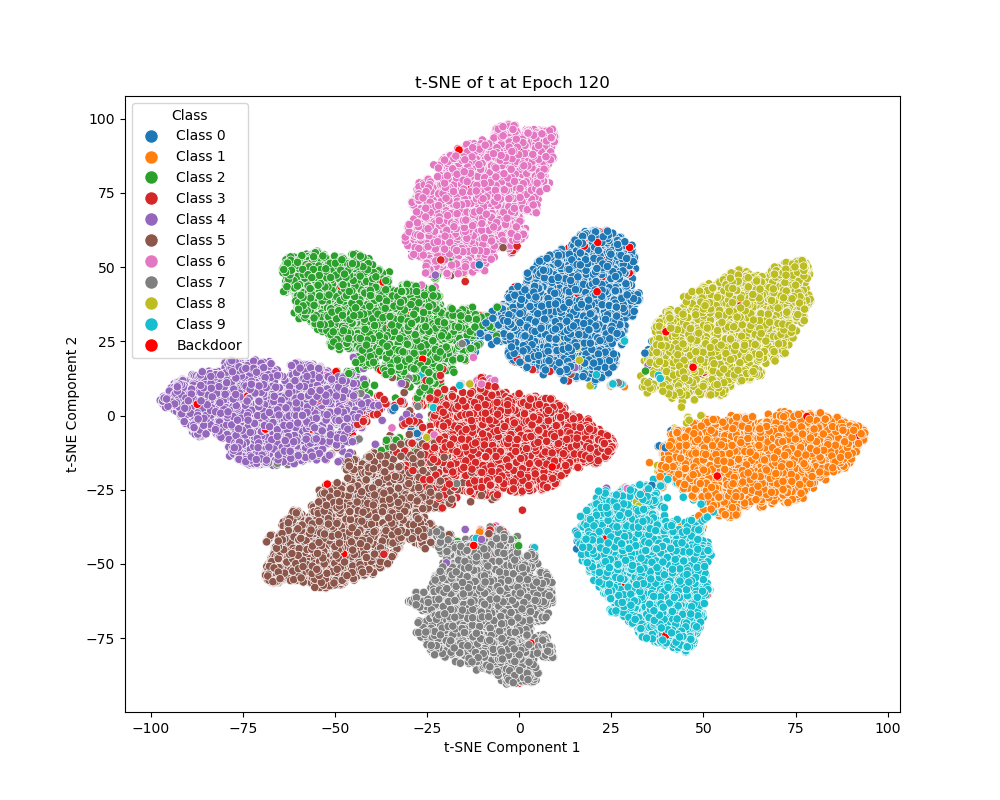 t-SNE of t at Epoch 120
Class
Class 0
Class 1
Class 2
Class 3
Class 4
Class 5
Class 6
Class 7
Class 8
Class 9
Backdoor
100
75
50
25
0
−25
−50
−75
t-SNE Component 2
−100 −75 −50 −25 0 25 50 75 100
t-SNE Component 1